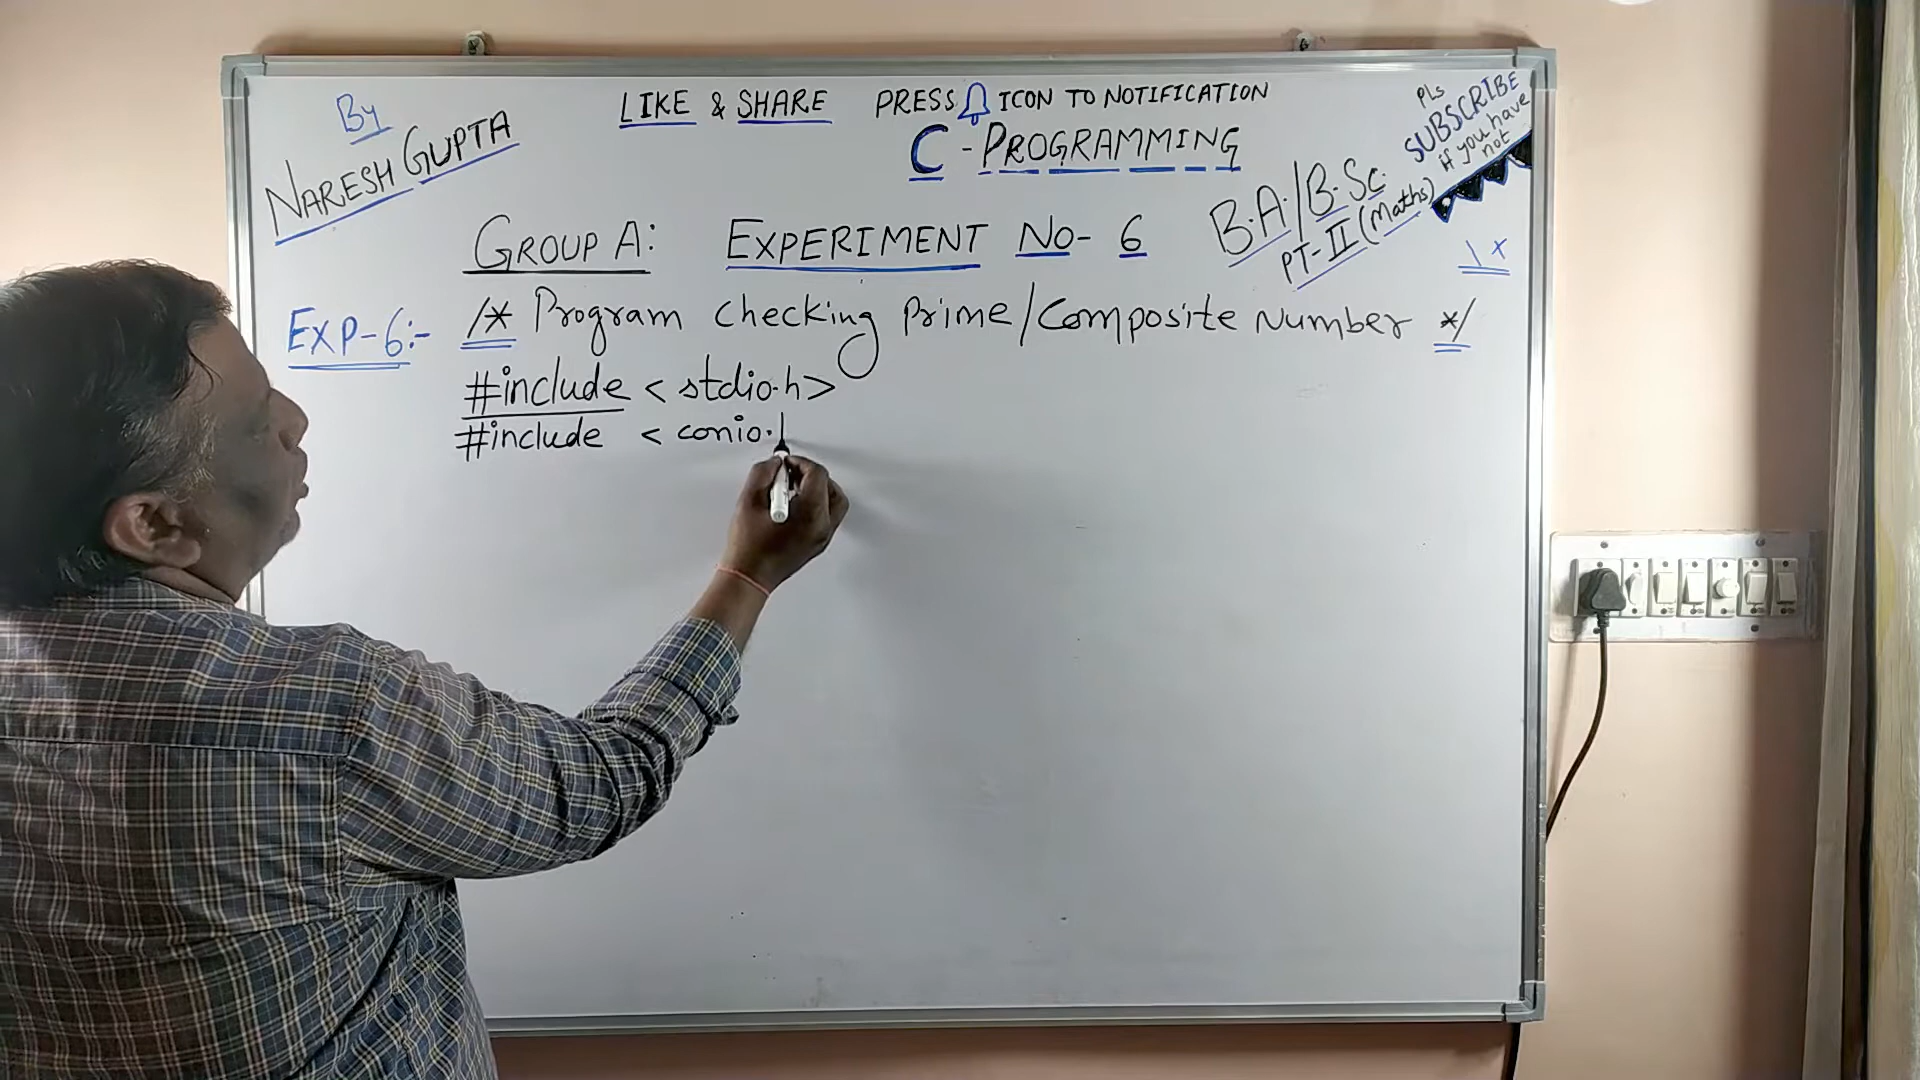 LIKE & SHARE PRESS ICON TO NOTIFICATION
By
NARESH GUPTA
C - PROGRAMMING
PLS
SUBSCRIBE
if you have
not
B.A./B.Sc.
PT-II (Maths)
GROUP A: EXPERIMENT NO- 6
EXP-6:- /* Program checking Prime/Composite Number */
#include < stdio.h>
#include < conio.